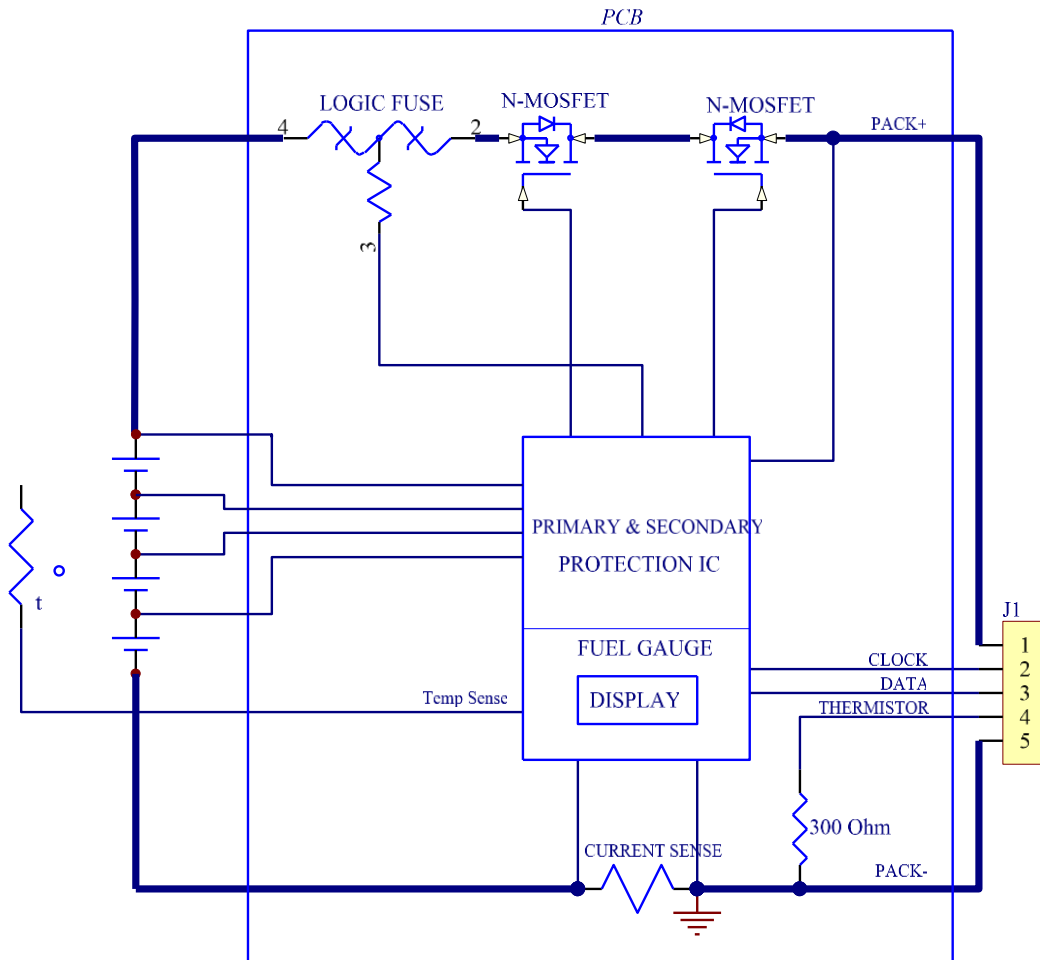 PCB
LOGIC FUSE
N-MOSFET
N-MOSFET
4
2
PACK+
3
PRIMARY & SECONDARY
PROTECTION IC
t
J1
1
FUEL GAUGE
CLOCK
2
DATA
3
Temp Sense
DISPLAY
THERMISTOR
4
5
300 Ohm
CURRENT SENSE
PACK-